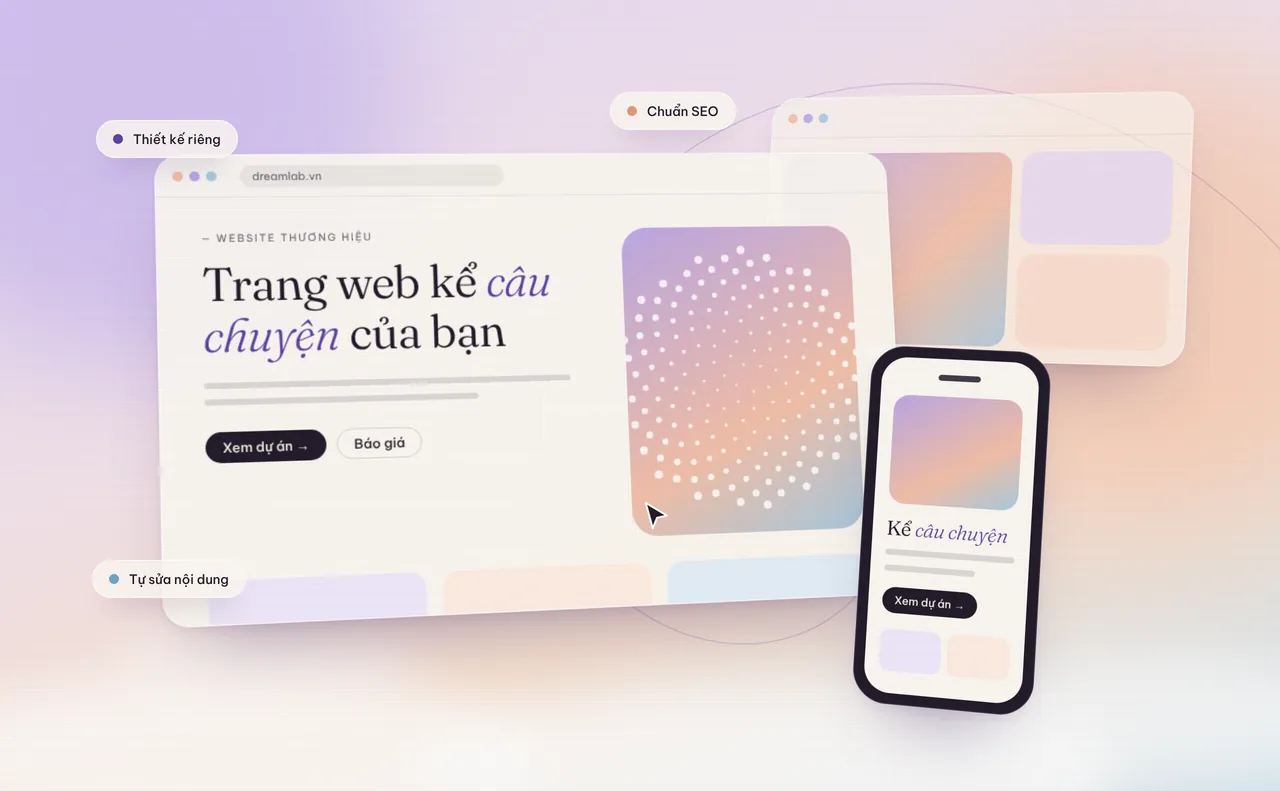 Thiết kế riêng
Chuẩn SEO
dreamlab.vn
— WEBSITE THƯƠNG HIỆU
Trang web kể câu
chuyện của bạn
Xem dự án →
Báo giá
Tự sửa nội dung
Kể câu chuyện
Xem dự án →